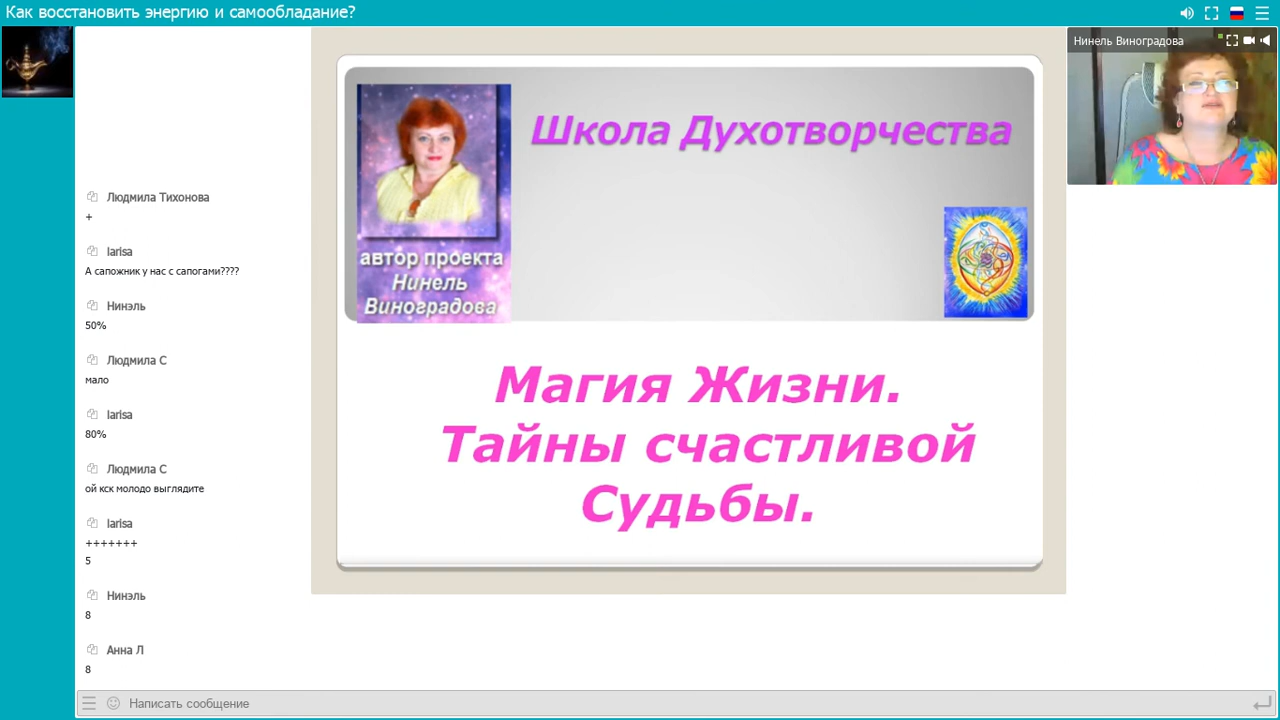 Как восстановить энергию и самообладание?
Людмила Тихонова
+
larisa
А сапожник у нас с сапогами????
Нинэль
50%
Людмила С
мало
larisa
80%
Людмила С
ой кск молодо выглядите
larisa
+++++++
5
Нинэль
8
Анна Л
8
Написать сообщение
Школа Духотворчества
автор проекта
Нинель
Виноградова
Магия Жизни.
Тайны счастливой
Судьбы.
Нинель Виноградова